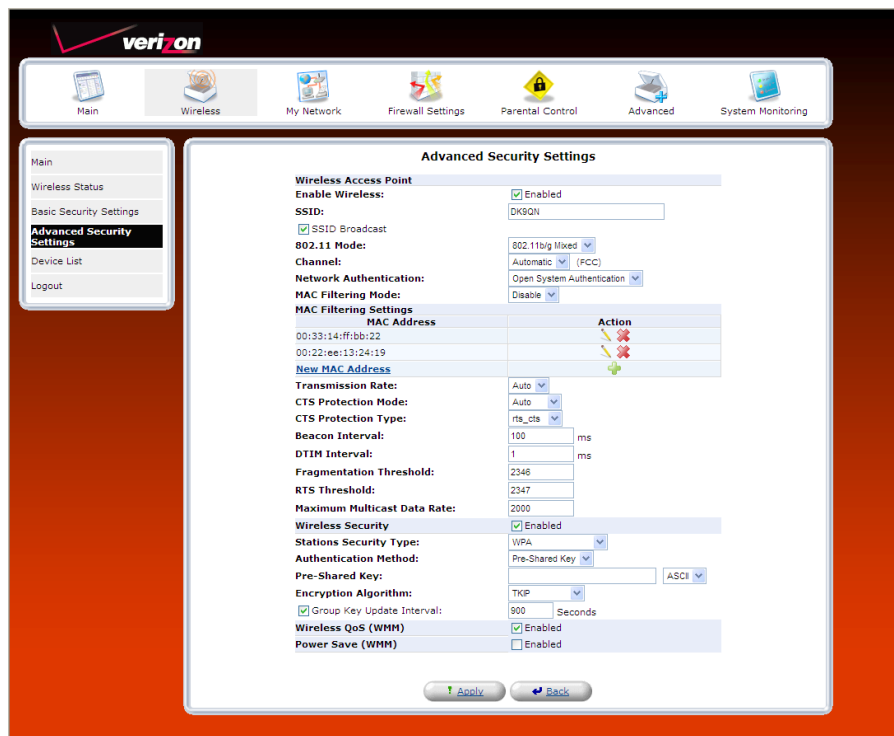 verizon
Main Wireless My Network Firewall Settings Parental Control Advanced System Monitoring
Main
Wireless Status
Basic Security Settings
Advanced Security
Settings
Device List
Logout
Advanced Security Settings
Wireless Access Point
Enable Wireless: Enabled
SSID: DK9QN
SSID Broadcast
802.11 Mode: 802.11b/g Mixed
Channel: Automatic (FCC)
Network Authentication: Open System Authentication
MAC Filtering Mode: Disable
MAC Filtering Settings
MAC Address Action
00:33:14:ff:bb:22
00:22:ee:13:24:19
New MAC Address
Transmission Rate: Auto
CTS Protection Mode: Auto
CTS Protection Type: rts_cts
Beacon Interval: 100 ms
DTIM Interval: 1 ms
Fragmentation Threshold: 2346
RTS Threshold: 2347
Maximum Multicast Data Rate: 2000
Wireless Security Enabled
Stations Security Type: WPA
Authentication Method: Pre-Shared Key
Pre-Shared Key: ASCII
Encryption Algorithm: TKIP
Group Key Update Interval: 900 Seconds
Wireless QoS (WMM) Enabled
Power Save (WMM) Enabled
Apply Back